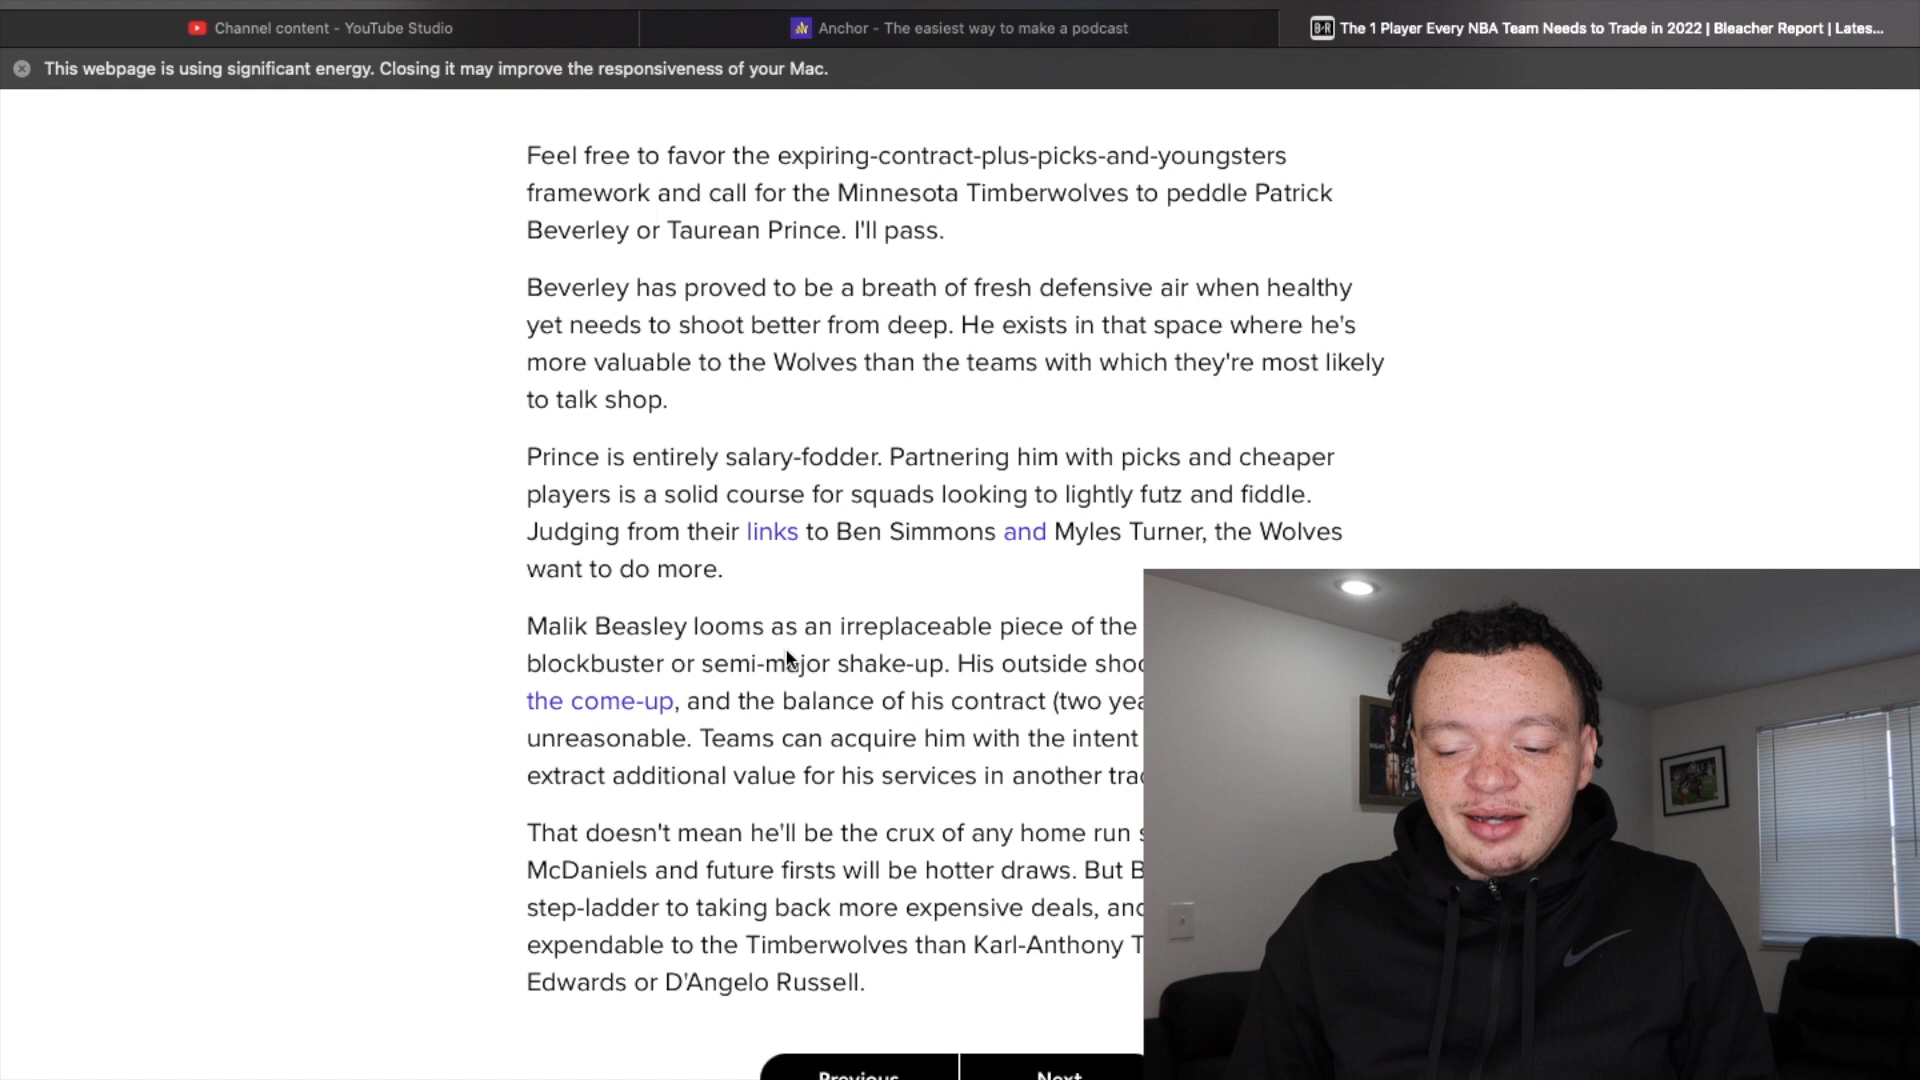 Channel content - YouTube Studio
Anchor - The easiest way to make a podcast
B R The 1 Player Every NBA Team Needs to Trade in 2022 | Bleacher Report | Lates...
This webpage is using significant energy. Closing it may improve the responsiveness of your Mac.
Feel free to favor the expiring-contract-plus-picks-and-youngsters
framework and call for the Minnesota Timberwolves to peddle Patrick
Beverley or Taurean Prince. I'll pass.
Beverley has proved to be a breath of fresh defensive air when healthy
yet needs to shoot better from deep. He exists in that space where he's
more valuable to the Wolves than the teams with which they're most likely
to talk shop.
Prince is entirely salary-fodder. Partnering him with picks and cheaper
players is a solid course for squads looking to lightly futz and fiddle.
Judging from their links to Ben Simmons and Myles Turner, the Wolves
want to do more.
Malik Beasley looms as an irreplaceable piece of the
blockbuster or semi-major shake-up. His outside shoo
the come-up, and the balance of his contract (two yea
unreasonable. Teams can acquire him with the intent
extract additional value for his services in another trad
That doesn't mean he'll be the crux of any home run s
McDaniels and future firsts will be hotter draws. But B
step-ladder to taking back more expensive deals, and
expendable to the Timberwolves than Karl-Anthony T
Edwards or D'Angelo Russell.
Previous
Next